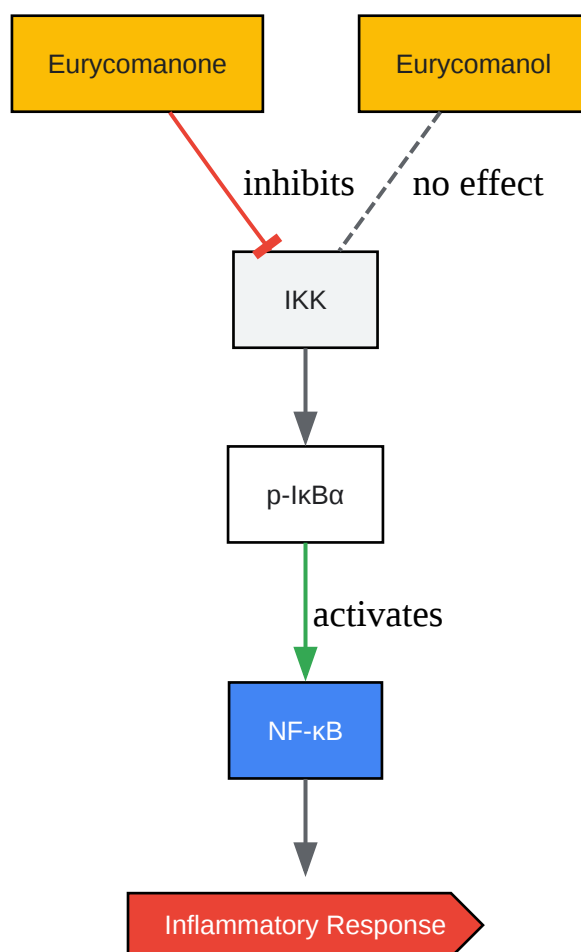 Eurycomanone
Eurycomanol
inhibits
no effect
IKK
p-IκBα
activates
NF-κB
Inflammatory Response